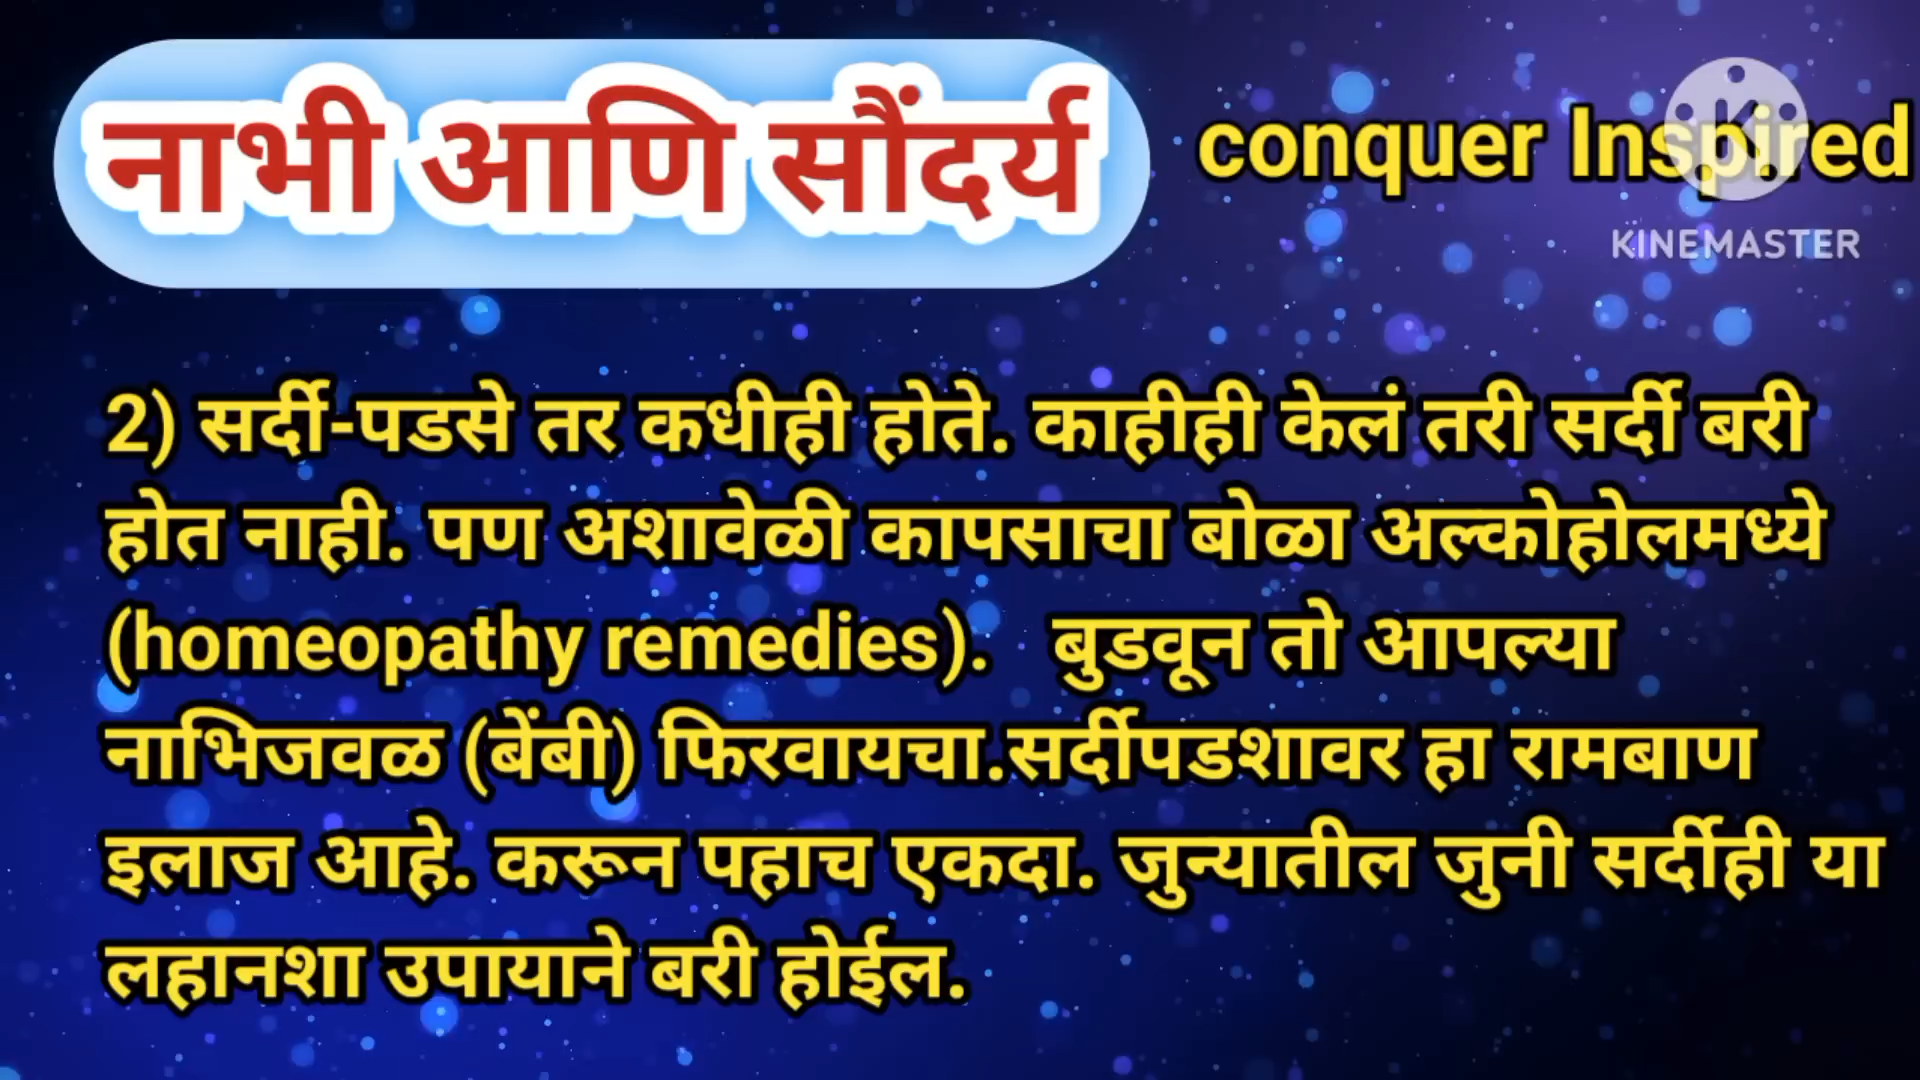 नाभी आणि सौंदर्य
conquer Inspired
KINEMASTER
2) सर्दी-पडसे तर कधीही होते. काहीही केलं तरी सर्दी बरी
होत नाही. पण अशावेळी कापसाचा बोळा अल्कोहोलमध्ये
(homeopathy remedies). बुडवून तो आपल्या
नाभिजवळ (बेंबी) फिरवायचा.सर्दीपडशावर हा रामबाण
इलाज आहे. करून पहाच एकदा. जुन्यातील जुनी सर्दीही या
लहानशा उपायाने बरी होईल.